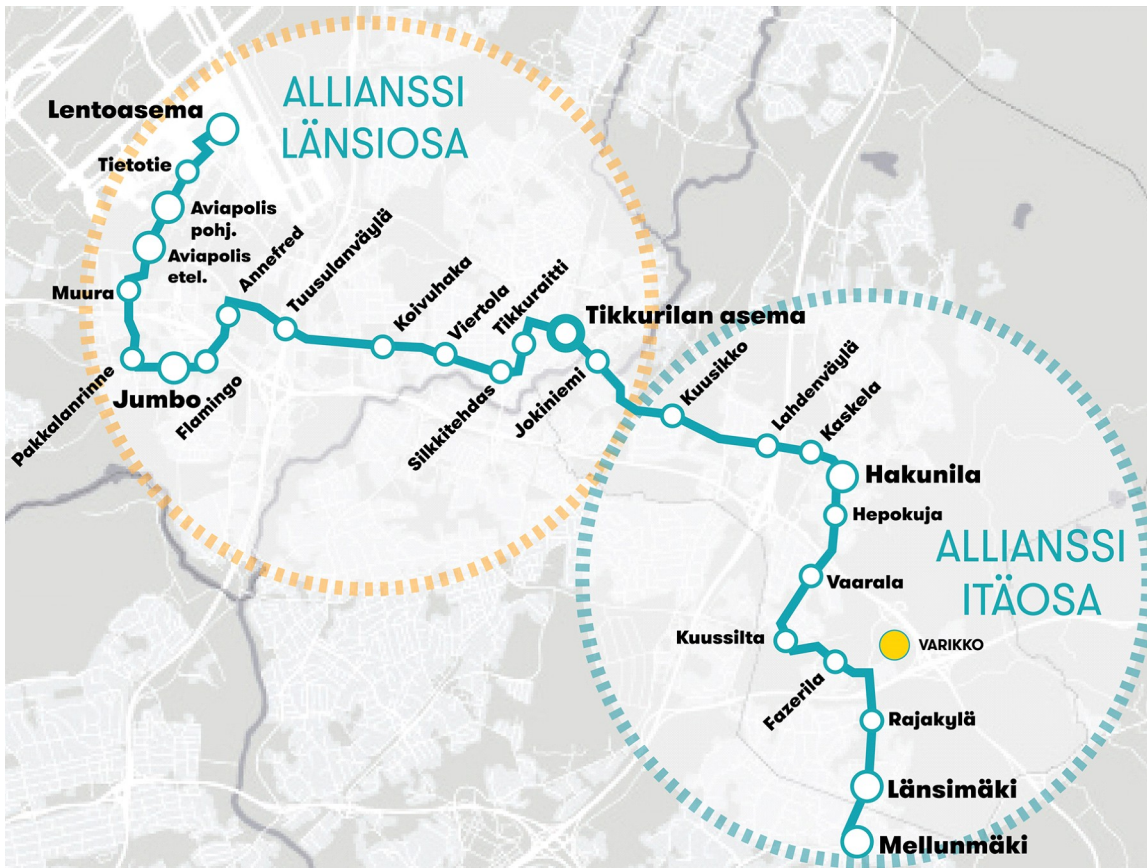 ALLIANSSI
LÄNSIOSA
Lentoasema
Tietotie
Aviapolis
pohj.
Aviapolis
etel.
Muura
Pakkalanrinne
Jumbo
Flamingo
Annefred
Tuusulanväylä
Koivuhaka
Viertola
Silkkitehdas
Tikkuraitti
Tikkurilan asema
Jokiniemi
Kuusikko
Lahdenväylä
Kaskela
Hakunila
Hepokuja
ALLIANSSI
ITÄOSA
Vaarala
Kuussilta
VARIKKO
Fazerila
Rajakylä
Länsimäki
Mellunmäki